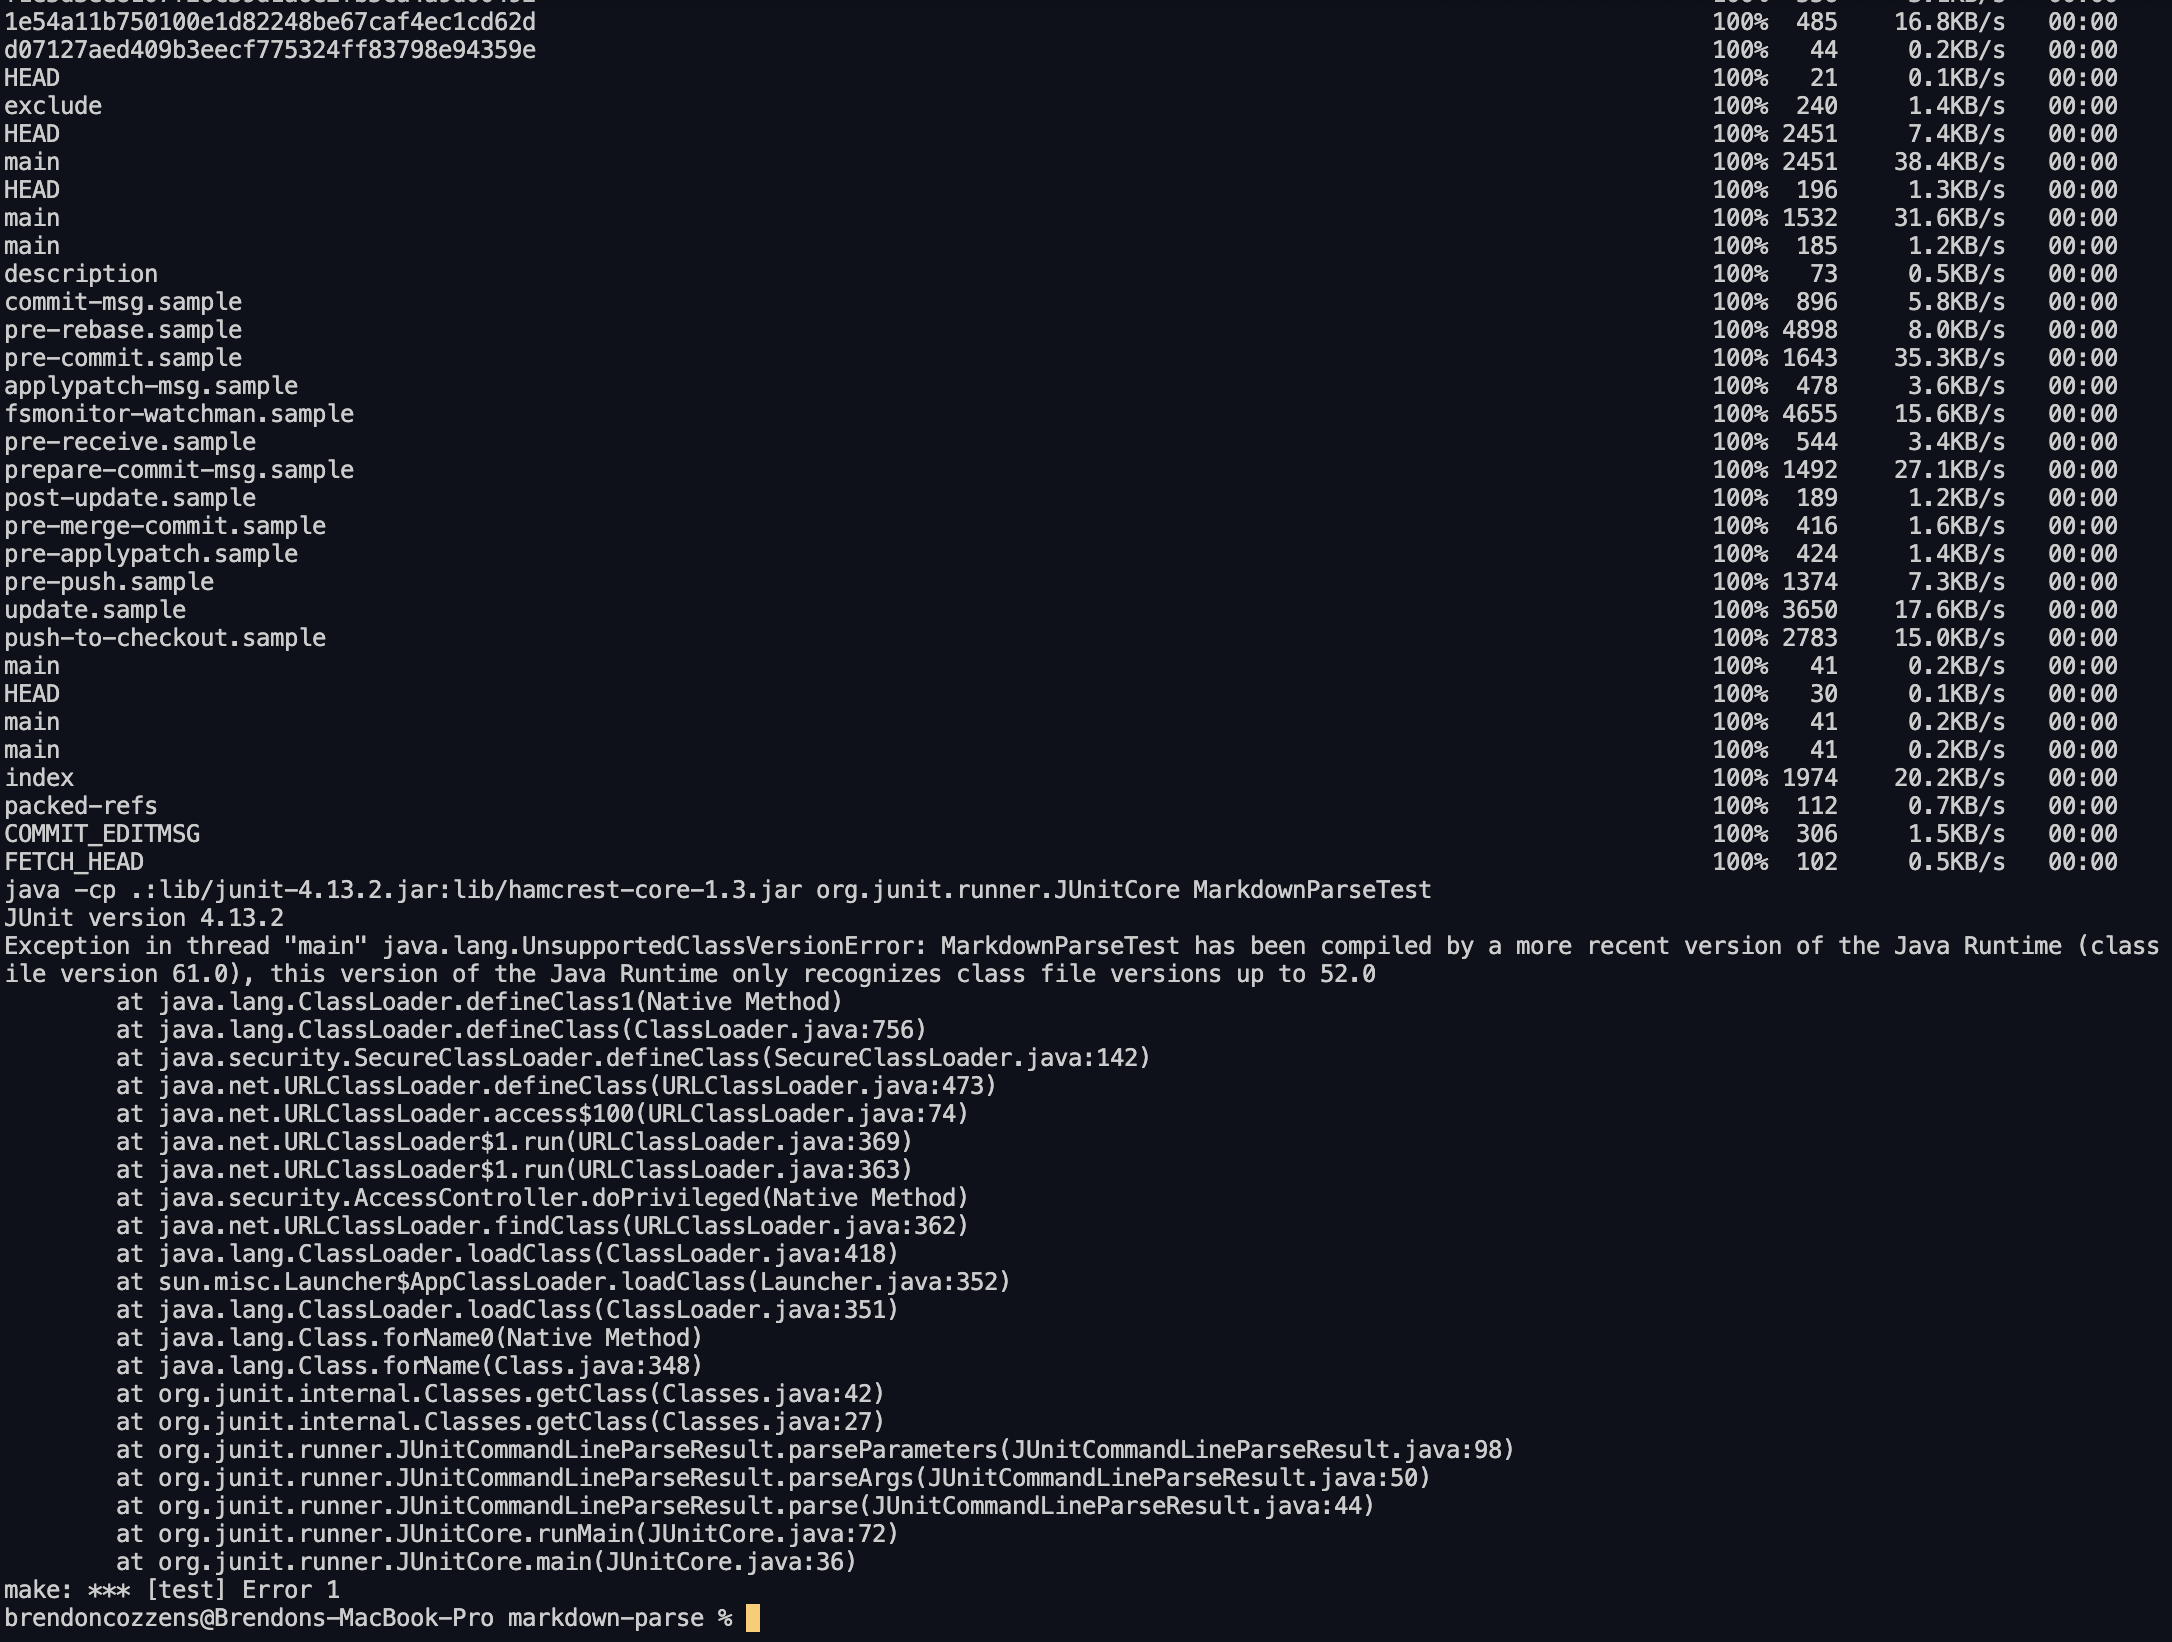 1e54a11b750100e1d82248be67caf4ec1cd62d 100% 485 16.8KB/s 00:00
d07127aed409b3eecf775324ff83798e94359e 100% 44 0.2KB/s 00:00
HEAD 100% 21 0.1KB/s 00:00
exclude 100% 240 1.4KB/s 00:00
HEAD 100% 2451 7.4KB/s 00:00
main 100% 2451 38.4KB/s 00:00
HEAD 100% 196 1.3KB/s 00:00
main 100% 1532 31.6KB/s 00:00
main 100% 185 1.2KB/s 00:00
description 100% 73 0.5KB/s 00:00
commit-msg.sample 100% 896 5.8KB/s 00:00
pre-rebase.sample 100% 4898 8.0KB/s 00:00
pre-commit.sample 100% 1643 35.3KB/s 00:00
applypatch-msg.sample 100% 478 3.6KB/s 00:00
fsmonitor-watchman.sample 100% 4655 15.6KB/s 00:00
pre-receive.sample 100% 544 3.4KB/s 00:00
prepare-commit-msg.sample 100% 1492 27.1KB/s 00:00
post-update.sample 100% 189 1.2KB/s 00:00
pre-merge-commit.sample 100% 416 1.6KB/s 00:00
pre-applypatch.sample 100% 424 1.4KB/s 00:00
pre-push.sample 100% 1374 7.3KB/s 00:00
update.sample 100% 3650 17.6KB/s 00:00
push-to-checkout.sample 100% 2783 15.0KB/s 00:00
main 100% 41 0.2KB/s 00:00
HEAD 100% 30 0.1KB/s 00:00
main 100% 41 0.2KB/s 00:00
main 100% 41 0.2KB/s 00:00
index 100% 1974 20.2KB/s 00:00
packed-refs 100% 112 0.7KB/s 00:00
COMMIT_EDITMSG 100% 306 1.5KB/s 00:00
FETCH_HEAD 100% 102 0.5KB/s 00:00
java -cp .:lib/junit-4.13.2.jar:lib/hamcrest-core-1.3.jar org.junit.runner.JUnitCore MarkdownParseTest
JUnit version 4.13.2
Exception in thread "main" java.lang.UnsupportedClassVersionError: MarkdownParseTest has been compiled by a more recent version of the Java Runtime (class
ile version 61.0), this version of the Java Runtime only recognizes class file versions up to 52.0
at java.lang.ClassLoader.defineClass1(Native Method)
at java.lang.ClassLoader.defineClass(ClassLoader.java:756)
at java.security.SecureClassLoader.defineClass(SecureClassLoader.java:142)
at java.net.URLClassLoader.defineClass(URLClassLoader.java:473)
at java.net.URLClassLoader.access$100(URLClassLoader.java:74)
at java.net.URLClassLoader$1.run(URLClassLoader.java:369)
at java.net.URLClassLoader$1.run(URLClassLoader.java:363)
at java.security.AccessController.doPrivileged(Native Method)
at java.net.URLClassLoader.findClass(URLClassLoader.java:362)
at java.lang.ClassLoader.loadClass(ClassLoader.java:418)
at sun.misc.Launcher$AppClassLoader.loadClass(Launcher.java:352)
at java.lang.ClassLoader.loadClass(ClassLoader.java:351)
at java.lang.Class.forName0(Native Method)
at java.lang.Class.forName(Class.java:348)
at org.junit.internal.Classes.getClass(Classes.java:42)
at org.junit.internal.Classes.getClass(Classes.java:27)
at org.junit.runner.JUnitCommandLineParseResult.parseParameters(JUnitCommandLineParseResult.java:98)
at org.junit.runner.JUnitCommandLineParseResult.parseArgs(JUnitCommandLineParseResult.java:50)
at org.junit.runner.JUnitCommandLineParseResult.parse(JUnitCommandLineParseResult.java:44)
at org.junit.runner.JUnitCore.runMain(JUnitCore.java:72)
at org.junit.runner.JUnitCore.main(JUnitCore.java:36)
make: *** [test] Error 1
brendoncozzens@Brendons-MacBook-Pro markdown-parse %